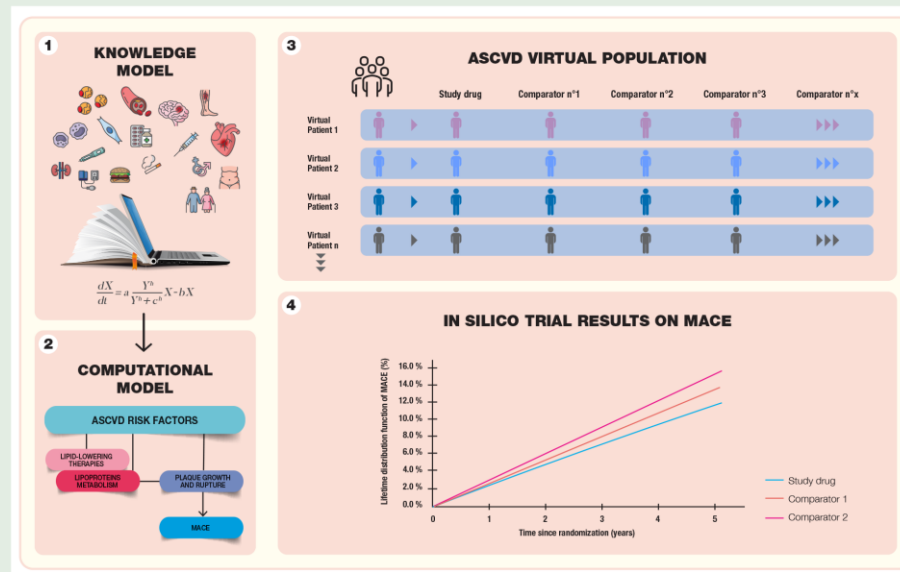 1
KNOWLEDGE
MODEL
dX/dt = a Y^h/(Y^h + c^h) X - bX
2
COMPUTATIONAL
MODEL
ASCVD RISK FACTORS
LIPID-LOWERING
THERAPIES
LIPOPROTEINS
METABOLISM
PLAQUE GROWTH
AND RUPTURE
MACE
3
ASCVD VIRTUAL POPULATION
Study drug Comparator n°1 Comparator n°2 Comparator n°3 Comparator n°x
Virtual
Patient 1
Virtual
Patient 2
Virtual
Patient 3
Virtual
Patient n
4
IN SILICO TRIAL RESULTS ON MACE
Lifetime distribution function of MACE (%)
16.0 %
14.0 %
12.0 %
10.0 %
8.0 %
6.0 %
4.0 %
2.0 %
0.0 %
0 1 2 3 4 5
Time since randomization (years)
Study drug
Comparator 1
Comparator 2